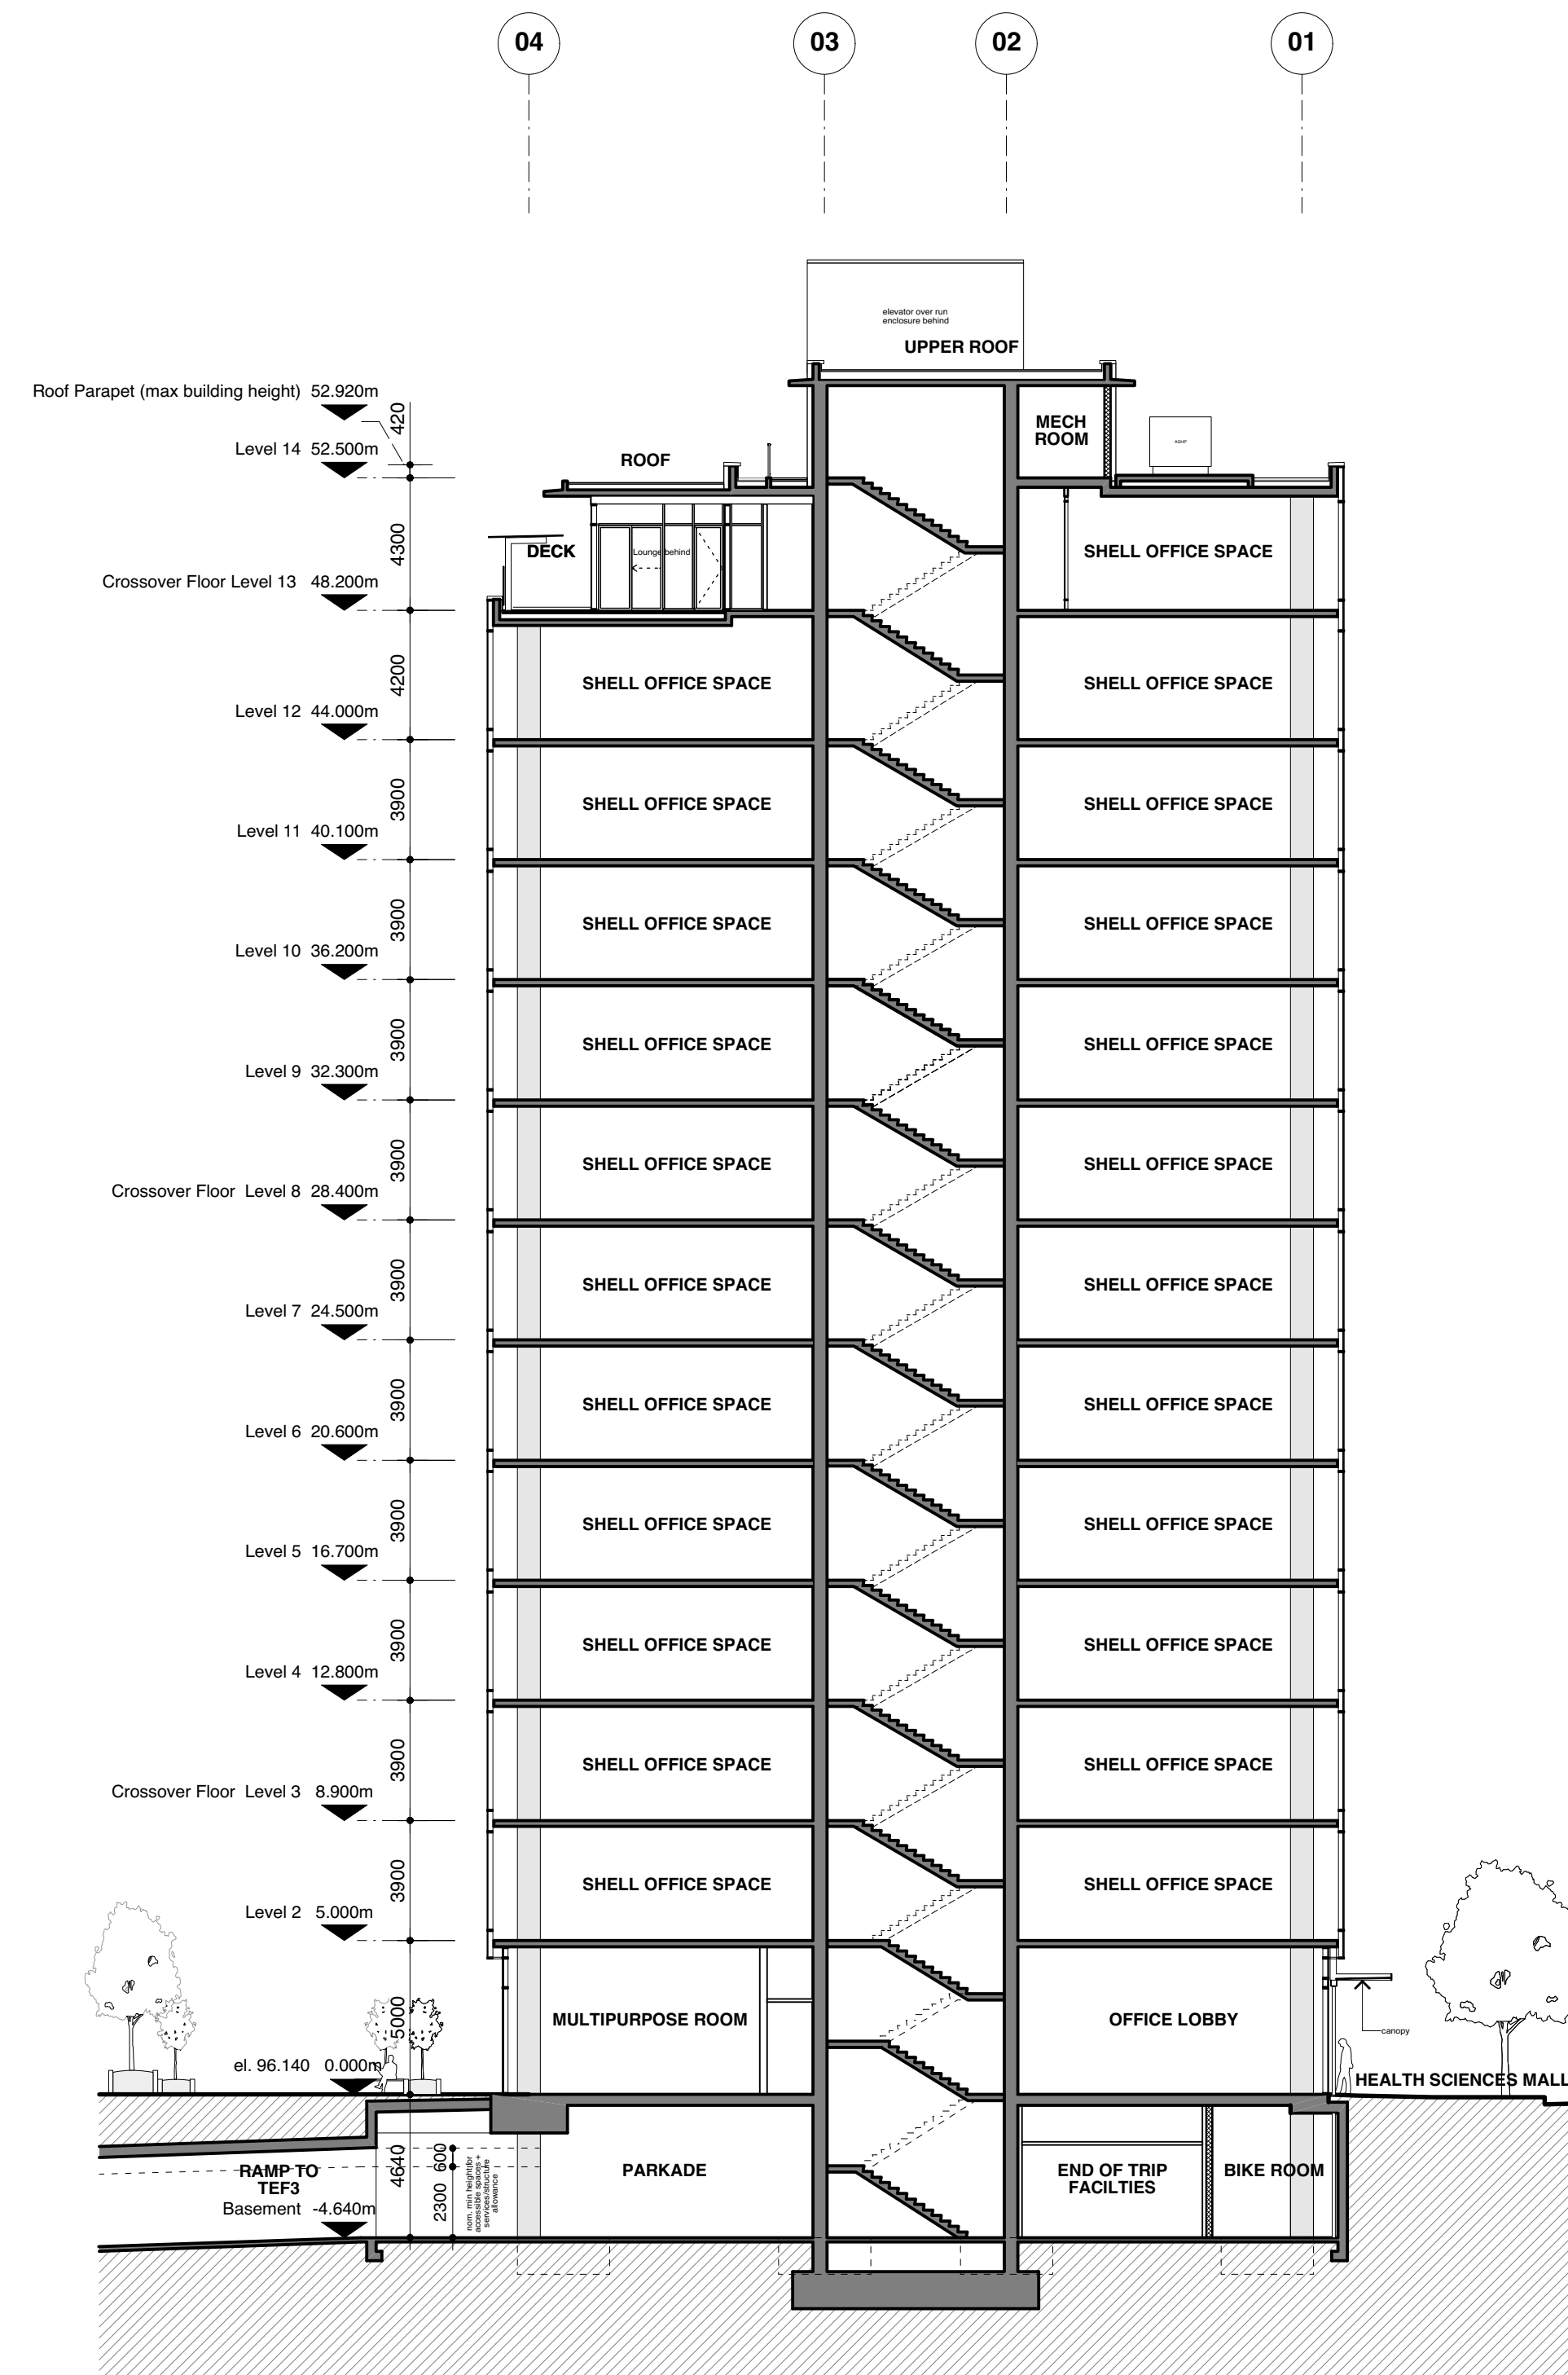 04 03 02 01
elevator over run
enclosure behind
UPPER ROOF
Roof Parapet (max building height) 52.920m
420
MECH
ROOM
ASHP
Level 14 52.500m
ROOF
4300
DECK
Lounge behind
SHELL OFFICE SPACE
Crossover Floor Level 13 48.200m
4200
SHELL OFFICE SPACE SHELL OFFICE SPACE
Level 12 44.000m
3900
SHELL OFFICE SPACE SHELL OFFICE SPACE
Level 11 40.100m
3900
SHELL OFFICE SPACE SHELL OFFICE SPACE
Level 10 36.200m
3900
SHELL OFFICE SPACE SHELL OFFICE SPACE
Level 9 32.300m
3900
SHELL OFFICE SPACE SHELL OFFICE SPACE
Crossover Floor Level 8 28.400m
3900
SHELL OFFICE SPACE SHELL OFFICE SPACE
Level 7 24.500m
3900
SHELL OFFICE SPACE SHELL OFFICE SPACE
Level 6 20.600m
3900
SHELL OFFICE SPACE SHELL OFFICE SPACE
Level 5 16.700m
3900
SHELL OFFICE SPACE SHELL OFFICE SPACE
Level 4 12.800m
3900
SHELL OFFICE SPACE SHELL OFFICE SPACE
Crossover Floor Level 3 8.900m
3900
SHELL OFFICE SPACE SHELL OFFICE SPACE
Level 2 5.000m
5000
MULTIPURPOSE ROOM OFFICE LOBBY
canopy
el. 96.140 0.000m
HEALTH SCIENCES MALL
4640
600
2300
nom. min height for
accessible spaces +
services/structure
allowance
RAMP TO
TEF3
PARKADE
END OF TRIP
FACILTIES
BIKE ROOM
Basement -4.640m